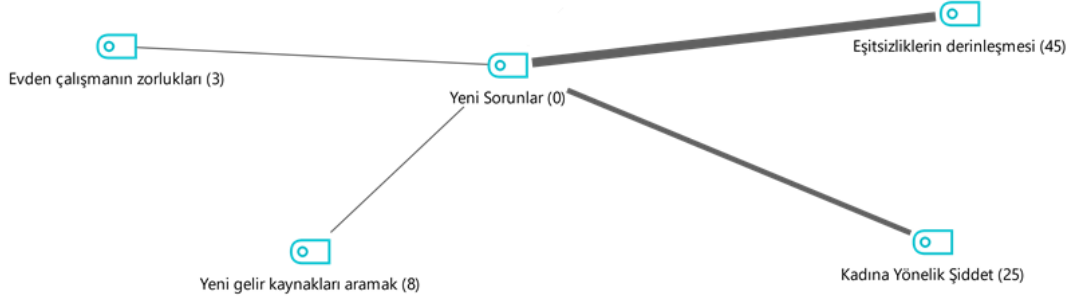 Eşitsizliklerin derinleşmesi (45)
Evden çalışmanın zorlukları (3)
Yeni Sorunlar (0)
Kadına Yönelik Şiddet (25)
Yeni gelir kaynakları aramak (8)